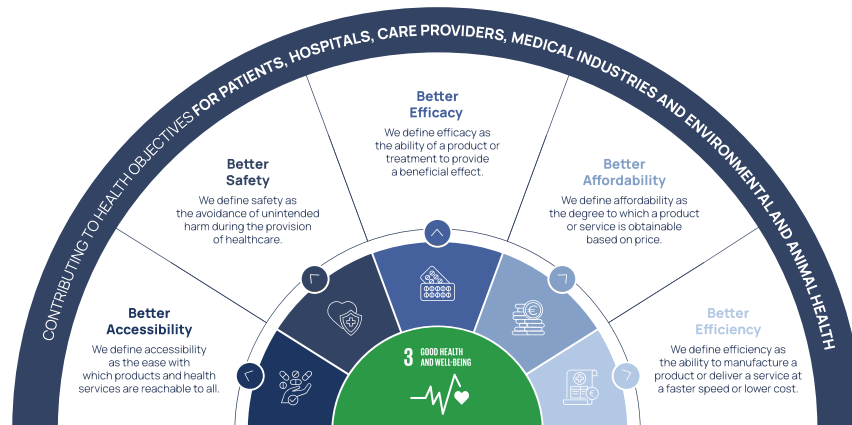 CONTRIBUTING TO HEALTH OBJECTIVES FOR PATIENTS, HOSPITALS, CARE PROVIDERS, MEDICAL INDUSTRIES AND ENVIRONMENTAL AND ANIMAL HEALTH
Better
Accessibility
We define accessibility
as the ease with
which products and health
services are reachable to all.
Better
Safety
We define safety as
the avoidance of unintended
harm during the provision
of healthcare.
Better
Efficacy
We define efficacy as
the ability of a product or
treatment to provide
a beneficial effect.
Better
Affordability
We define affordability as
the degree to which a product
or service is obtainable
based on price.
Better
Efficiency
We define efficiency as
the ability to manufacture a
product or deliver a service at
a faster speed or lower cost.
3 GOOD HEALTH
AND WELL-BEING